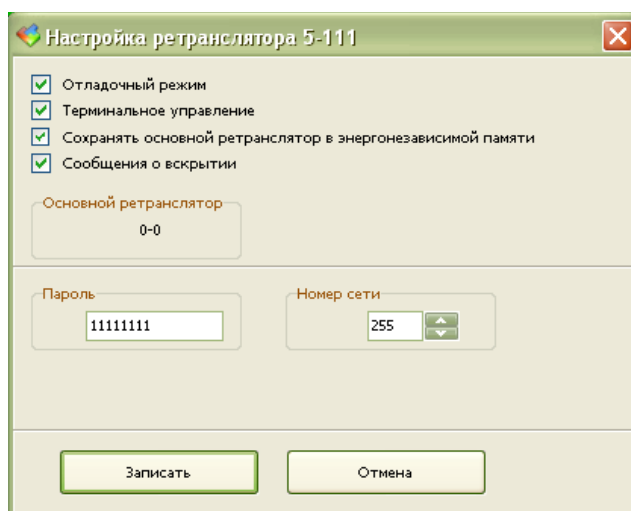 Настройка ретранслятора 5-111
Отладочный режим
Терминальное управление
Сохранять основной ретранслятор в энергонезависимой памяти
Сообщения о вскрытии
Основной ретранслятор
0-0
Пароль
Номер сети
11111111
255
Записать
Отмена